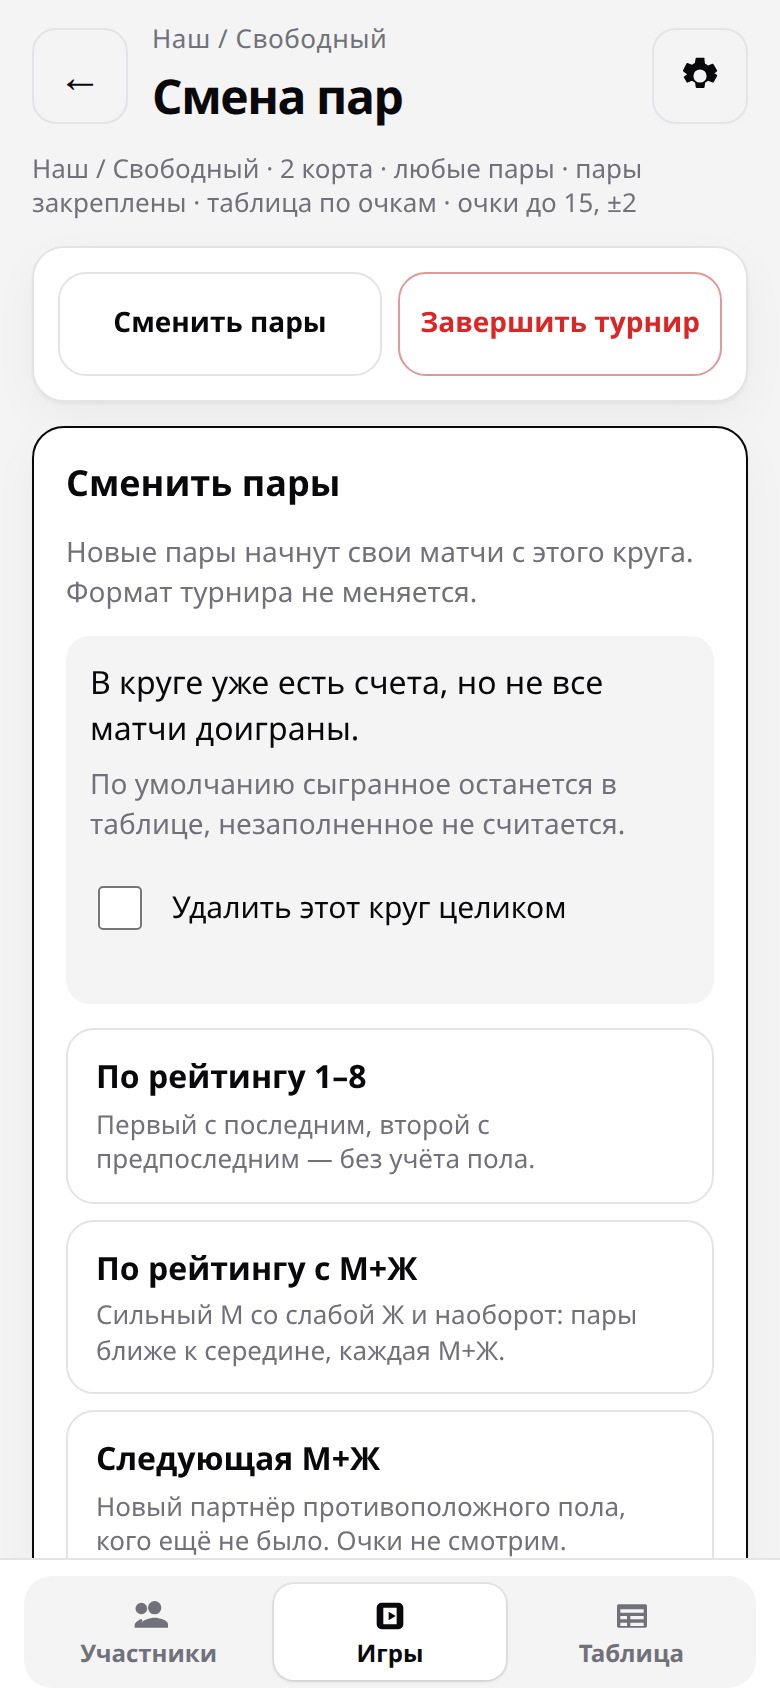 Наш / Свободный
←
Смена пар
Наш / Свободный · 2 корта · любые пары · пары
закреплены · таблица по очкам · очки до 15, ±2
Сменить пары
Завершить турнир
Сменить пары
Новые пары начнут свои матчи с этого круга.
Формат турнира не меняется.
В круге уже есть счета, но не все
матчи доиграны.
По умолчанию сыгранное останется в
таблице, незаполненное не считается.
Удалить этот круг целиком
По рейтингу 1–8
Первый с последним, второй с
предпоследним — без учёта пола.
По рейтингу с М+Ж
Сильный М со слабой Ж и наоборот: пары
ближе к середине, каждая М+Ж.
Следующая М+Ж
Новый партнёр противоположного пола,
кого ещё не было. Очки не смотрим.
Участники
Игры
Таблица